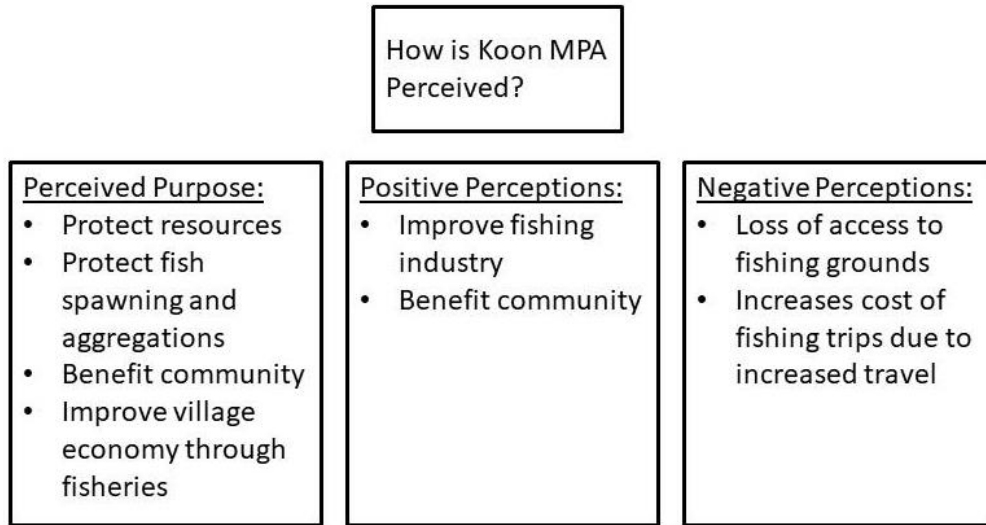 How is Koon MPA
Perceived?
Perceived Purpose:
• Protect resources
• Protect fish
spawning and
aggregations
• Benefit community
• Improve village
economy through
fisheries
Positive Perceptions:
• Improve fishing
industry
• Benefit community
Negative Perceptions:
• Loss of access to
fishing grounds
• Increases cost of
fishing trips due to
increased travel